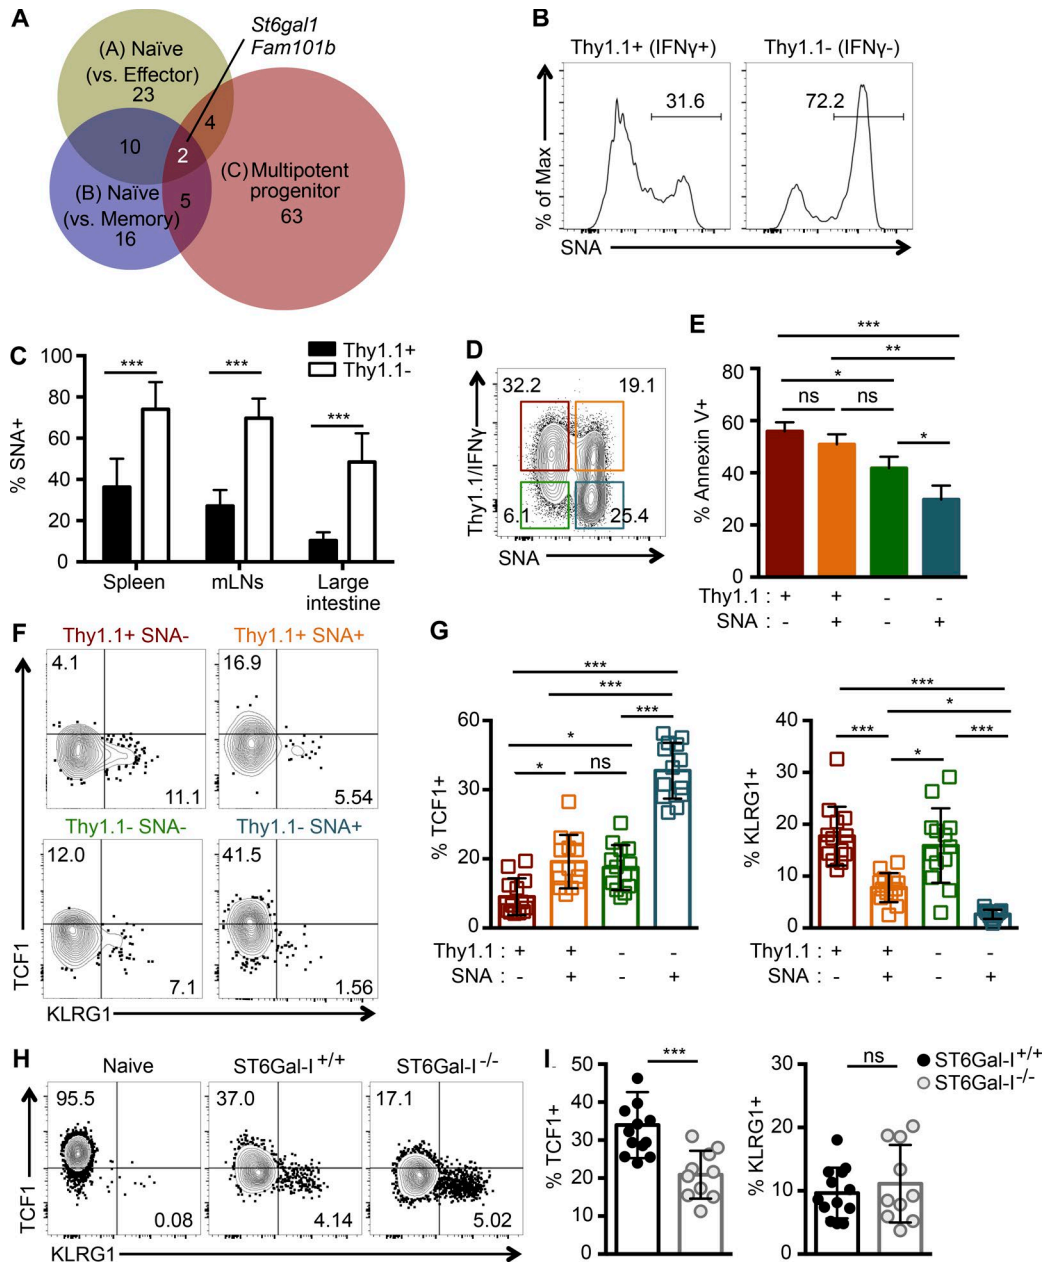 A
St6gal1
Fam101b
(A) Naïve
(vs. Effector)
23
4
10
2
(C) Multipotent
progenitor
63
(B) Naïve
(vs. Memory)
16
5
B
Thy1.1+ (IFNγ+)
Thy1.1- (IFNγ-)
31.6
72.2
% of Max
SNA
C
Thy1.1+
Thy1.1-
% SNA+
100
80
60
40
20
0
***
***
***
Spleen
mLNs
Large
intestine
D
32.2
19.1
6.1
25.4
Thy1.1/IFNγ
SNA
E
***
**
*
ns
ns
*
% Annexin V+
80
60
40
20
0
Thy1.1 : + + - -
SNA : - + - +
F
Thy1.1+ SNA-
Thy1.1+ SNA+
4.1
11.1
16.9
5.54
Thy1.1- SNA-
Thy1.1- SNA+
12.0
7.1
41.5
1.56
TCF1
KLRG1
G
***
***
***
*
*
ns
% TCF1+
60
30
20
0
Thy1.1 : + + - -
SNA : - + - +
***
*
***
***
*
% KLRG1+
40
30
20
10
0
Thy1.1 : + + - -
SNA : - + - +
H
Naive
ST6Gal-I+/+
ST6Gal-I-/-
95.5
0.08
37.0
4.14
17.1
5.02
TCF1
KLRG1
I
***
% TCF1+
50
40
30
20
10
0
ns
% KLRG1+
30
20
10
0
ST6Gal-I+/+
ST6Gal-I-/-